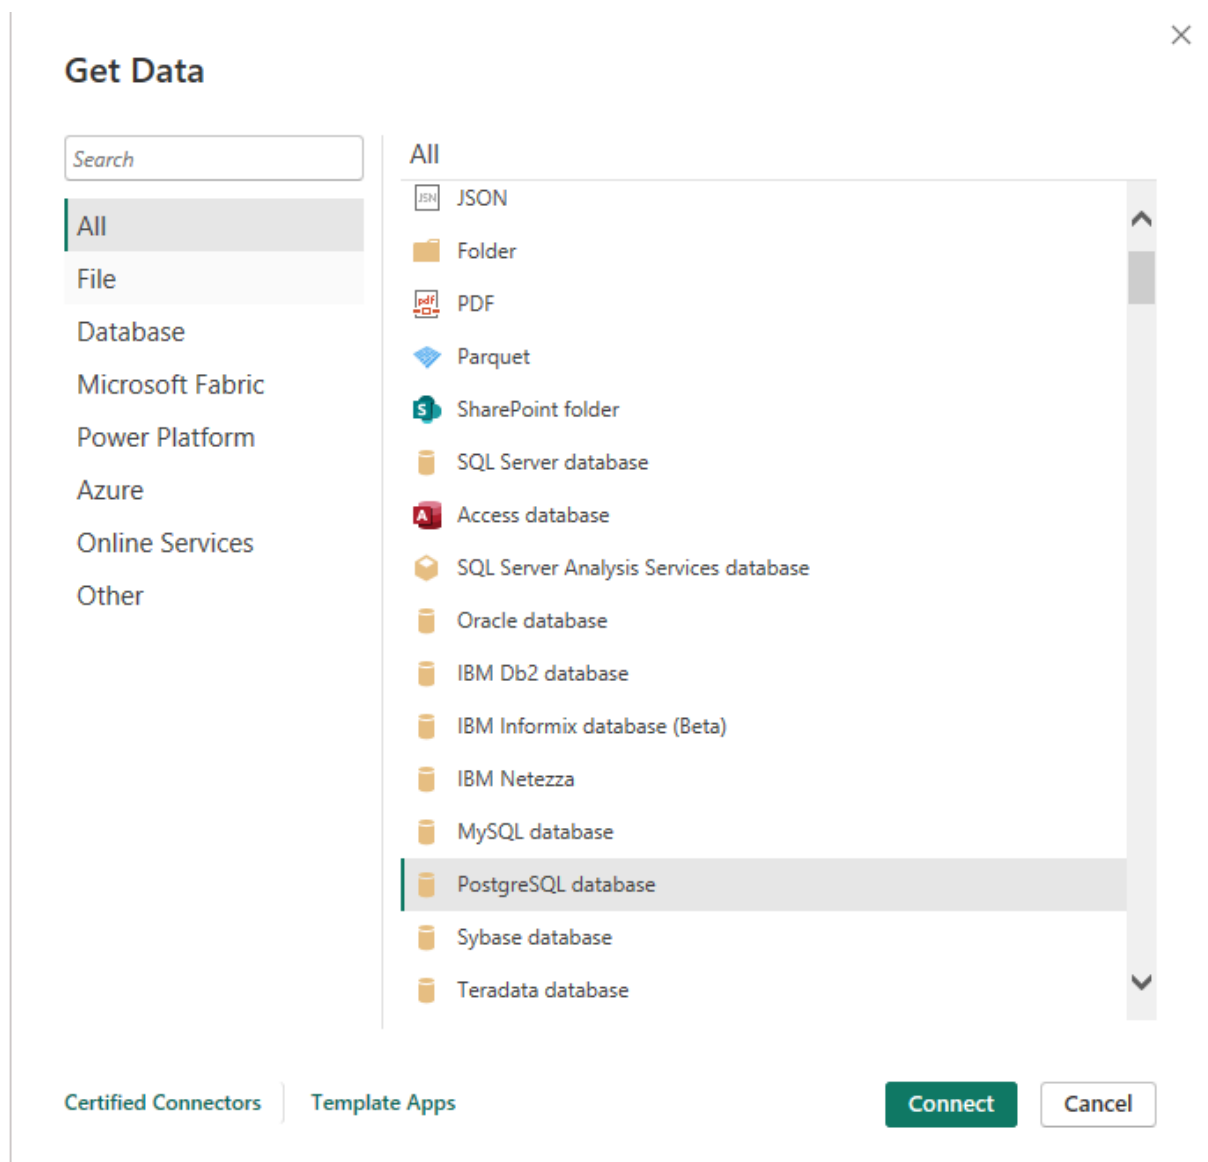 Get Data
Search
All
File
Database
Microsoft Fabric
Power Platform
Azure
Online Services
Other
All
JSN JSON
Folder
pdf PDF
Parquet
S SharePoint folder
SQL Server database
A Access database
SQL Server Analysis Services database
Oracle database
IBM Db2 database
IBM Informix database (Beta)
IBM Netezza
MySQL database
PostgreSQL database
Sybase database
Teradata database
Certified Connectors
Template Apps
Connect
Cancel